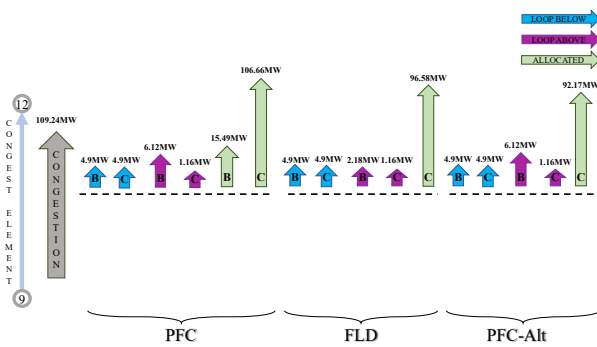 LOOP BELOW
LOOP ABOVE
ALLOCATED
12
CONGEST ELEMENT
9
109.24MW
CONGESTION
4.9MW
4.9MW
6.12MW
1.16MW
15.49MW
106.66MW
B
C
B
C
B
C
4.9MW
4.9MW
2.18MW
1.16MW
96.58MW
B
C
B
C
C
4.9MW
4.9MW
6.12MW
1.16MW
92.17MW
B
C
B
C
C
PFC
FLD
PFC-Alt